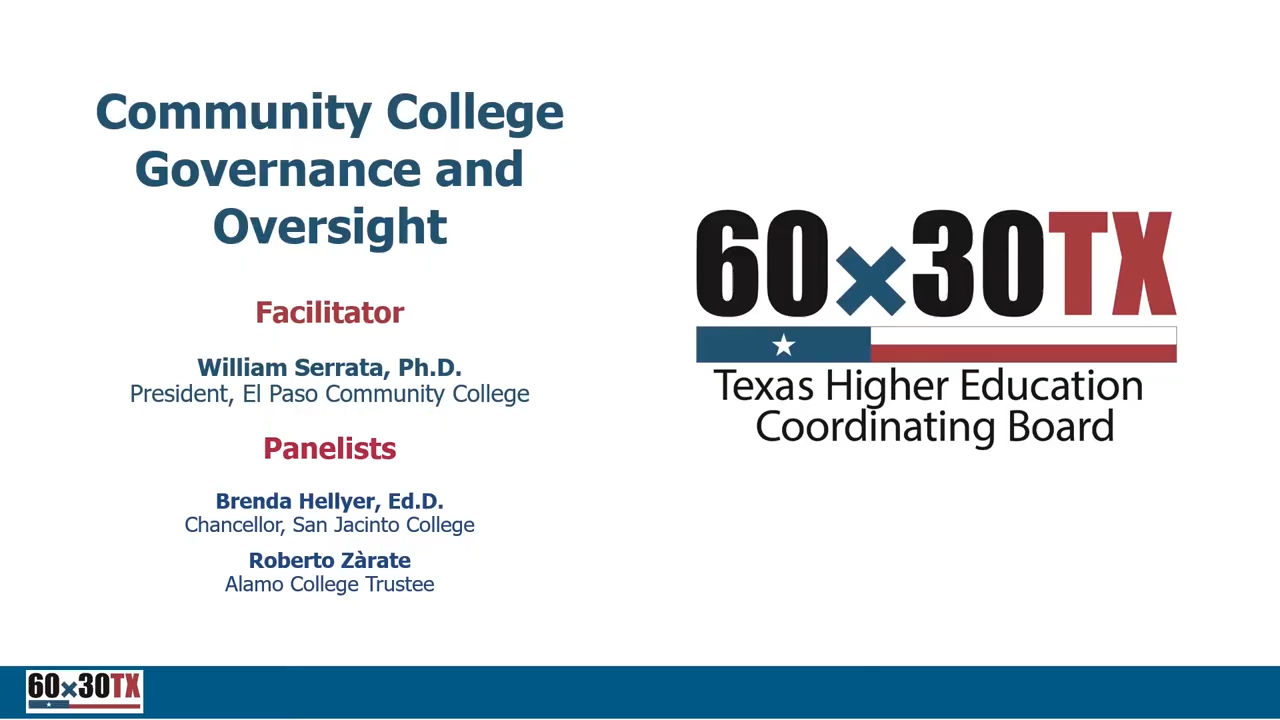 Community College
Governance and
Oversight
Facilitator
William Serrata, Ph.D.
President, El Paso Community College
Panelists
Brenda Hellyer, Ed.D.
Chancellor, San Jacinto College
Roberto Zàrate
Alamo College Trustee
60×30TX
Texas Higher Education
Coordinating Board
60×30TX